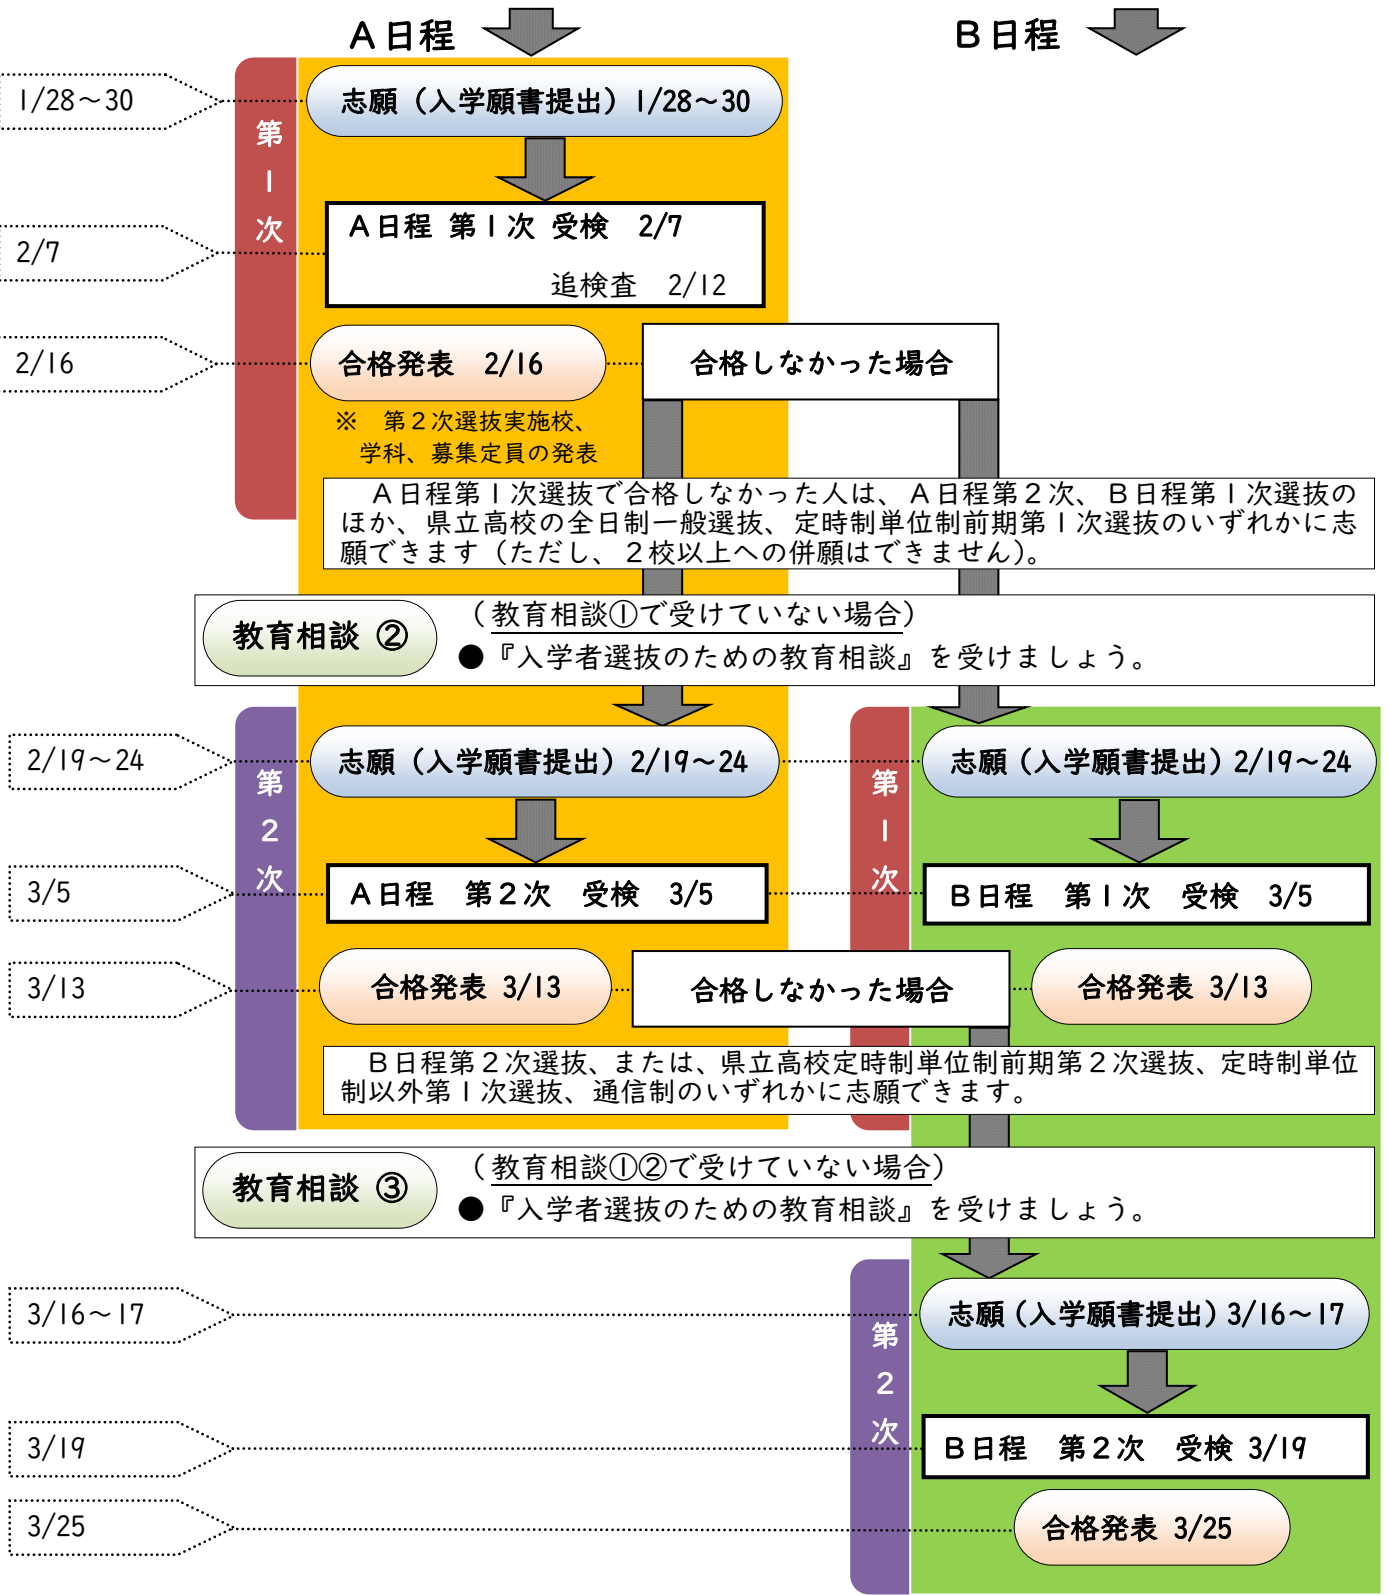 A日程
B日程
1/28～30
志願（入学願書提出）1/28～30
第1次
2/7
A日程 第1次 受検 2/7
追検査 2/12
2/16
合格発表 2/16
合格しなかった場合
※ 第2次選抜実施校、
学科、募集定員の発表
A日程第1次選抜で合格しなかった人は、A日程第2次、B日程第1次選抜の
ほか、県立高校の全日制一般選抜、定時制単位制前期第1次選抜のいずれかに志
願できます（ただし、2校以上への併願はできません）。
教育相談 ②
（教育相談①で受けていない場合）
●『入学者選抜のための教育相談』を受けましょう。
2/19～24
第2次
志願（入学願書提出）2/19～24
第1次
志願（入学願書提出）2/19～24
3/5
A日程 第2次 受検 3/5
B日程 第1次 受検 3/5
3/13
合格発表 3/13
合格しなかった場合
合格発表 3/13
B日程第2次選抜、または、県立高校定時制単位制前期第2次選抜、定時制単位
制以外第1次選抜、通信制のいずれかに志願できます。
教育相談 ③
（教育相談①②で受けていない場合）
●『入学者選抜のための教育相談』を受けましょう。
3/16～17
第2次
志願（入学願書提出）3/16～17
3/19
B日程 第2次 受検 3/19
3/25
合格発表 3/25